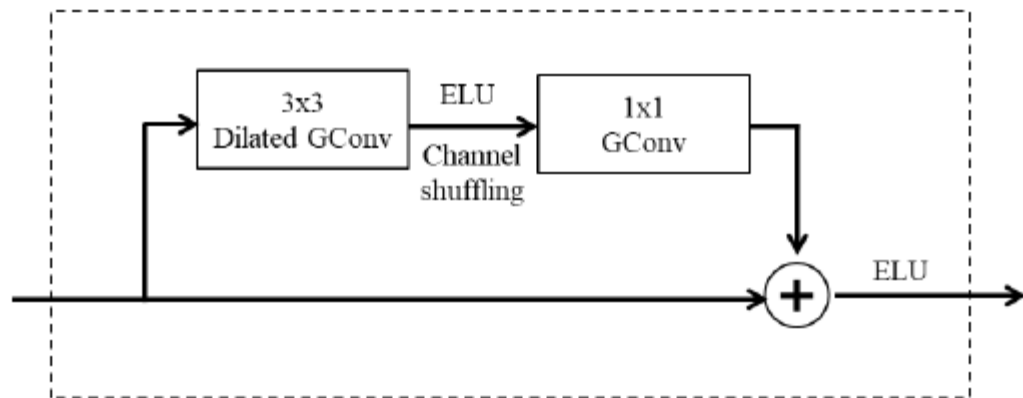 3x3
Dilated GConv
ELU
Channel
shuffling
1x1
GConv
ELU